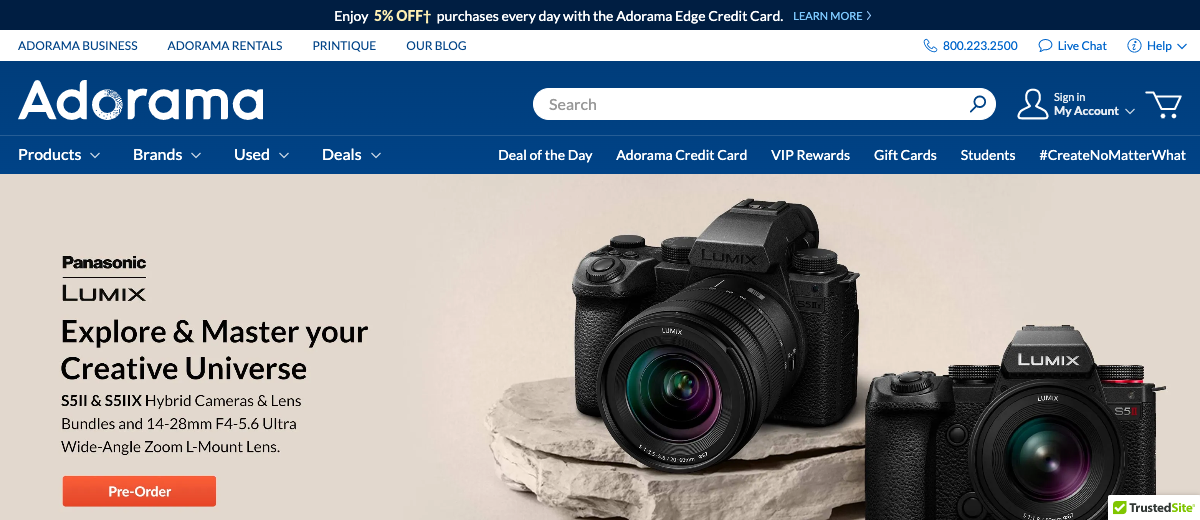 Enjoy 5% OFF† purchases every day with the Adorama Edge Credit Card. LEARN MORE
ADORAMA BUSINESS ADORAMA RENTALS PRINTIQUE OUR BLOG 800.223.2500 Live Chat Help
Adorama Search Sign in
My Account
Products Brands Used Deals Deal of the Day Adorama Credit Card VIP Rewards Gift Cards Students #CreateNoMatterWhat
Panasonic
LUMIX
Explore & Master your
Creative Universe
S5II & S5IIX Hybrid Cameras & Lens
Bundles and 14-28mm F4-5.6 Ultra
Wide-Angle Zoom L-Mount Lens.
Pre-Order
LUMIX
S5II
LUMIX
LUMIX
LUMIX
S5II
TrustedSite